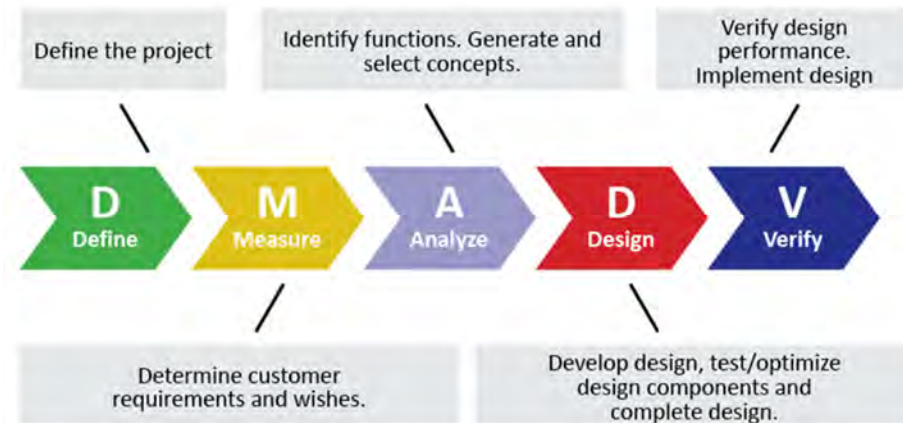 Define the project
Identify functions. Generate and
select concepts.
Verify design
performance.
Implement design
D
Define
M
Measure
A
Analyze
D
Design
V
Verify
Determine customer
requirements and wishes.
Develop design, test/optimize
design components and
complete design.